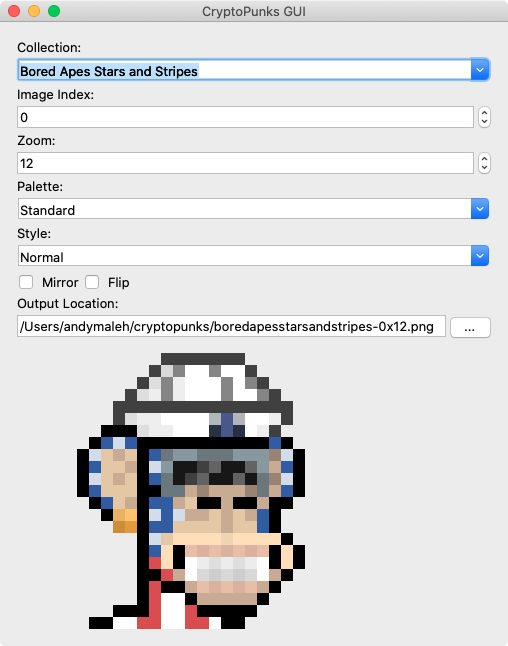 CryptoPunks GUI
Collection:
Bored Apes Stars and Stripes
Image Index:
0
Zoom:
12
Palette:
Standard
Style:
Normal
Mirror Flip
Output Location:
/Users/andymaleh/cryptopunks/boredapesstarsandstripes-0x12.png ...